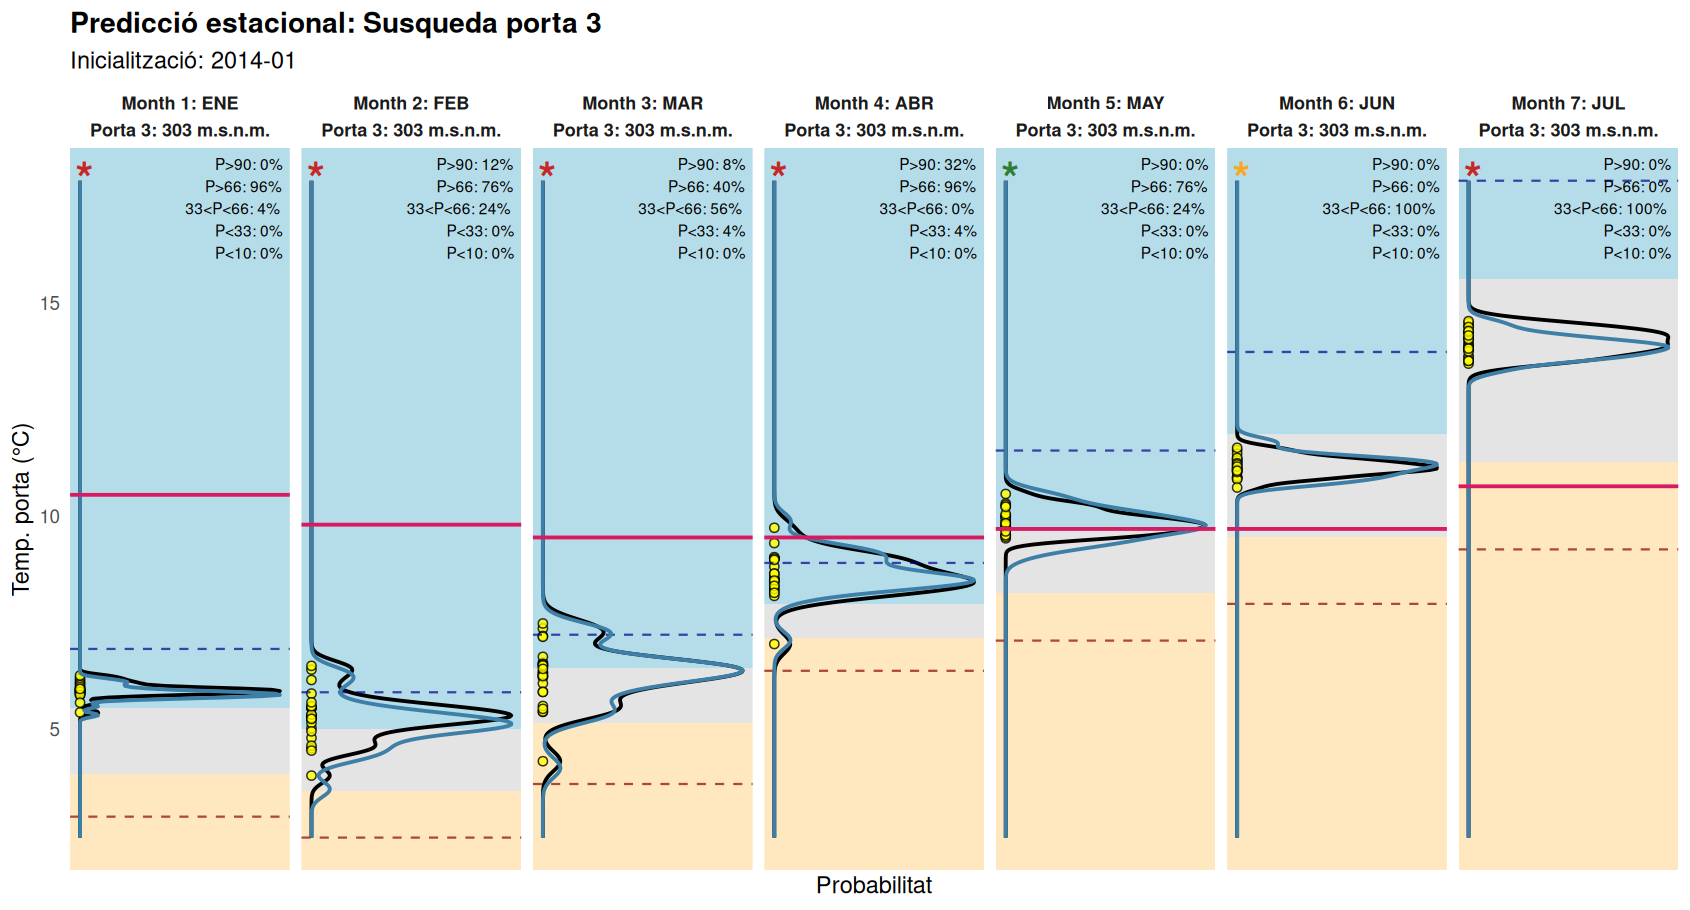 Predicció estacional: Susqueda porta 3
Inicialització: 2014-01
Month 1: ENE
Porta 3: 303 m.s.n.m.
Month 2: FEB
Porta 3: 303 m.s.n.m.
Month 3: MAR
Porta 3: 303 m.s.n.m.
Month 4: ABR
Porta 3: 303 m.s.n.m.
Month 5: MAY
Porta 3: 303 m.s.n.m.
Month 6: JUN
Porta 3: 303 m.s.n.m.
Month 7: JUL
Porta 3: 303 m.s.n.m.
P>90: 0%
P>66: 96%
33<P<66: 4%
P<33: 0%
P<10: 0%
P>90: 12%
P>66: 76%
33<P<66: 24%
P<33: 0%
P<10: 0%
P>90: 8%
P>66: 40%
33<P<66: 56%
P<33: 4%
P<10: 0%
P>90: 32%
P>66: 96%
33<P<66: 0%
P<33: 4%
P<10: 0%
P>90: 0%
P>66: 76%
33<P<66: 24%
P<33: 0%
P<10: 0%
P>90: 0%
P>66: 0%
33<P<66: 100%
P<33: 0%
P<10: 0%
P>90: 0%
P>66: 0%
33<P<66: 100%
P<33: 0%
P<10: 0%
15
10
5
Temp. porta (°C)
Probabilitat